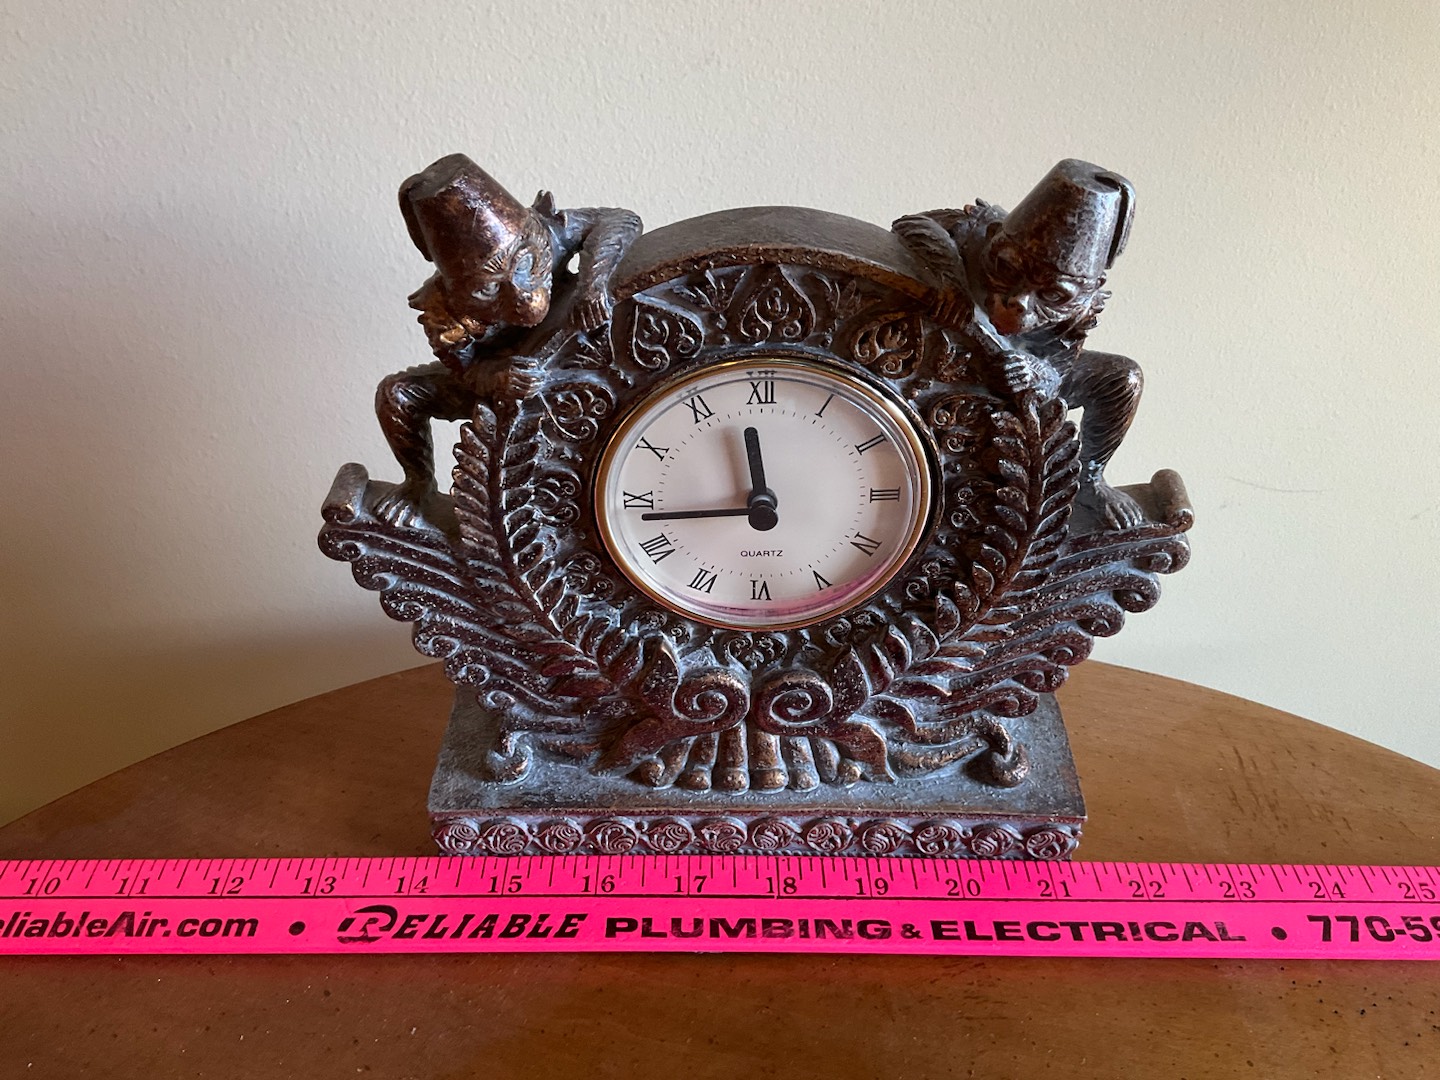 XII
I
II
III
IV
V
VI
VII
VIII
IX
X
XI
QUARTZ
10 11 12 13 14 15 16 17 18 19 20 21 22 23 24 25
eliableAir.com • RELIABLE PLUMBING & ELECTRICAL • 770-59